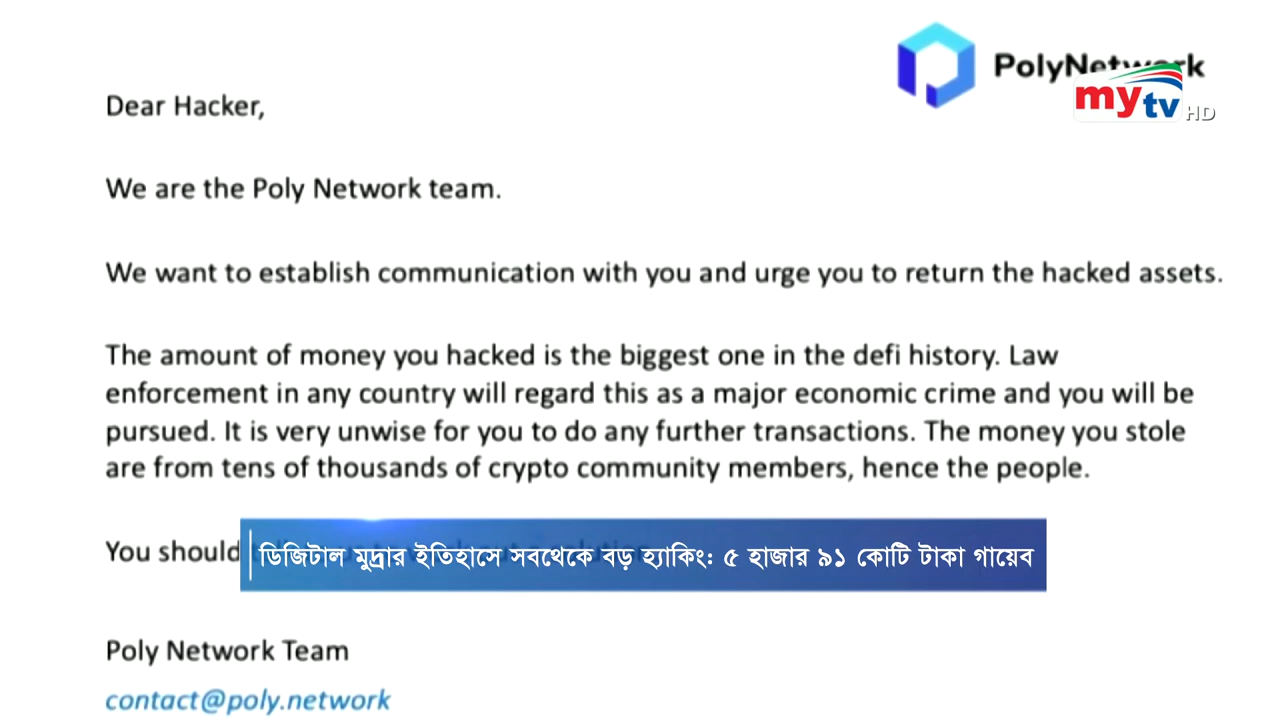 PolyNetwork
my tv HD
Dear Hacker,
We are the Poly Network team.
We want to establish communication with you and urge you to return the hacked assets.
The amount of money you hacked is the biggest one in the defi history. Law
enforcement in any country will regard this as a major economic crime and you will be
pursued. It is very unwise for you to do any further transactions. The money you stole
are from tens of thousands of crypto community members, hence the people.
You should
ডিজিটাল মুদ্রার ইতিহাসে সবথেকে বড় হ্যাকিং: ৫ হাজার ৯১ কোটি টাকা গায়েব
Poly Network Team
contact@poly.network